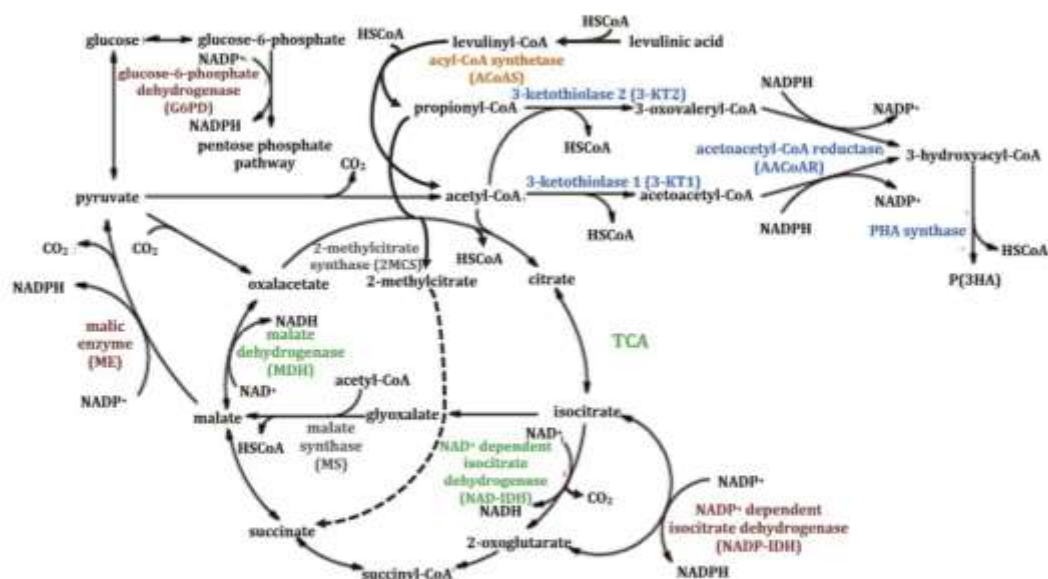 glucose
glucose-6-phosphate
NADP+
glucose-6-phosphate
dehydrogenase
(G6PD)
NADPH
pentose phosphate
pathway
HSCoA
levulinyl-CoA
HSCoA
levulinic acid
acyl-CoA synthetase
(ACoAS)
propionyl-CoA
3-ketothiolase 2 (3-KT2)
3-oxovaleryl-CoA
HSCoA
NADPH
NADP+
acetoacetyl-CoA reductase
(AACoAR)
3-hydroxyacyl-CoA
pyruvate
CO2
acetyl-CoA
3-ketothiolase 1 (3-KT1)
acetoacetyl-CoA
HSCoA
NADPH
NADP+
PHA synthase
HSCoA
P(3HA)
CO2
CO2
NADPH
2-methylcitrate
synthase (2MCS)
HSCoA
oxalacetate
2-methylcitrate
citrate
malic
enzyme
(ME)
NADP+
NADH
malate
dehydrogenase
(MDH)
NAD+
TCA
acetyl-CoA
malate
glyoxalate
isocitrate
HSCoA
malate
synthase
(MS)
NAD+
NAD+ dependent
isocitrate
dehydrogenase
(NAD-IDH)
NADH
CO2
NADP+
NADP+ dependent
isocitrate dehydrogenase
(NADP-IDH)
NADPH
succinate
2-oxoglutarate
succinyl-CoA